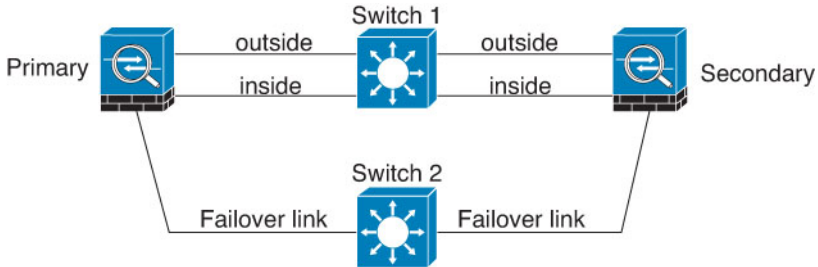 Switch 1
outside
outside
Primary
Secondary
inside
inside
Switch 2
Failover link
Failover link